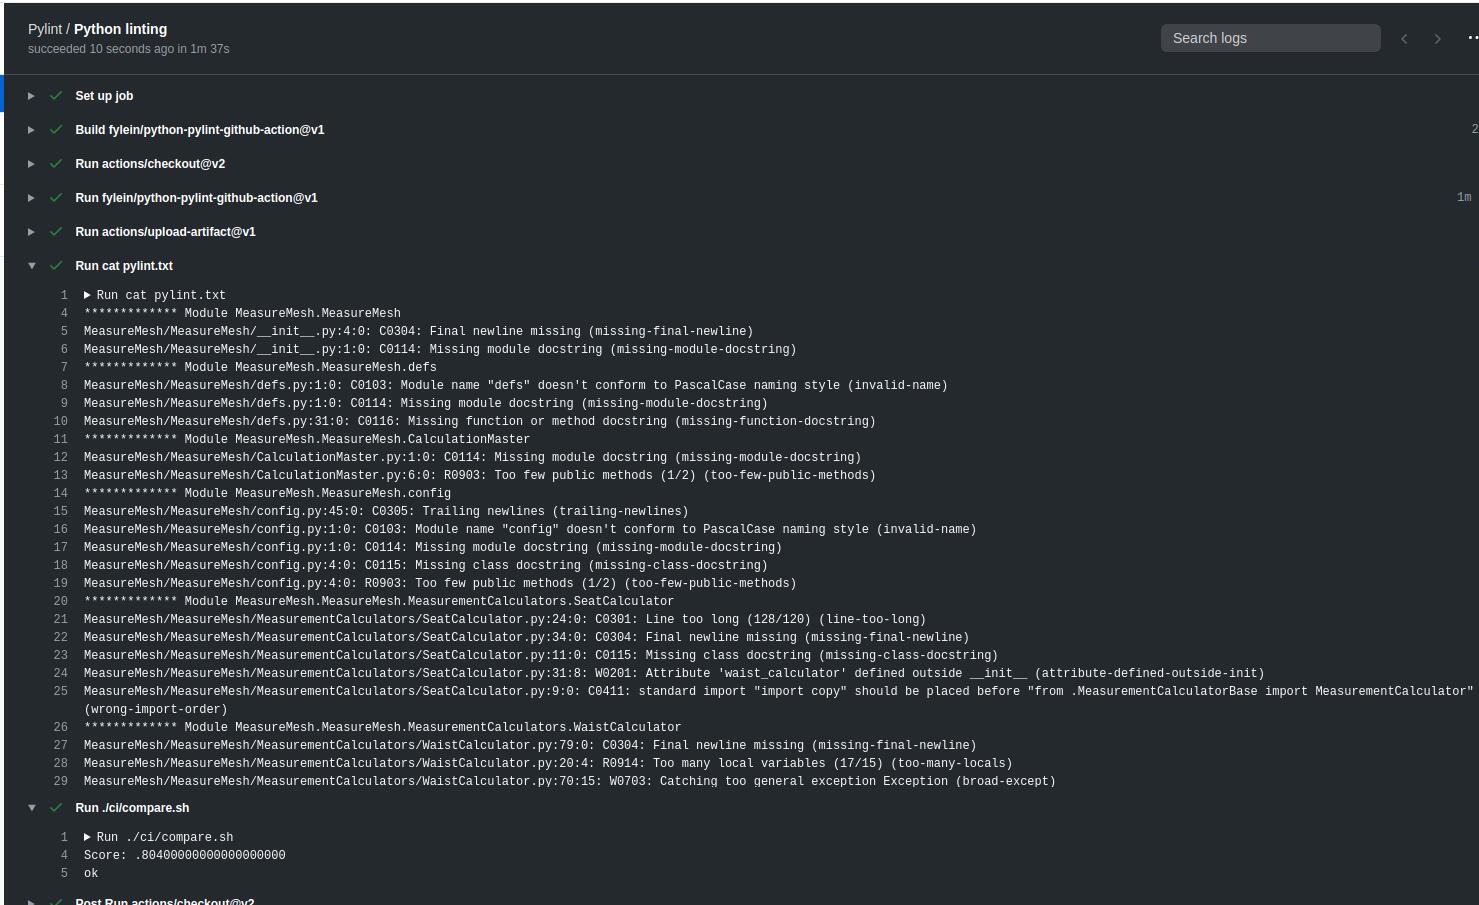 Pylint / Python linting
succeeded 10 seconds ago in 1m 37s
Search logs
Set up job
Build fylein/python-pylint-github-action@v1
2
Run actions/checkout@v2
Run fylein/python-pylint-github-action@v1
1m
Run actions/upload-artifact@v1
Run cat pylint.txt
1 Run cat pylint.txt
4 ************* Module MeasureMesh.MeasureMesh
5 MeasureMesh/MeasureMesh/__init__.py:4:0: C0304: Final newline missing (missing-final-newline)
6 MeasureMesh/MeasureMesh/__init__.py:1:0: C0114: Missing module docstring (missing-module-docstring)
7 ************* Module MeasureMesh.MeasureMesh.defs
8 MeasureMesh/MeasureMesh/defs.py:1:0: C0103: Module name "defs" doesn't conform to PascalCase naming style (invalid-name)
9 MeasureMesh/MeasureMesh/defs.py:1:0: C0114: Missing module docstring (missing-module-docstring)
10 MeasureMesh/MeasureMesh/defs.py:31:0: C0116: Missing function or method docstring (missing-function-docstring)
11 ************* Module MeasureMesh.MeasureMesh.CalculationMaster
12 MeasureMesh/MeasureMesh/CalculationMaster.py:1:0: C0114: Missing module docstring (missing-module-docstring)
13 MeasureMesh/MeasureMesh/CalculationMaster.py:6:0: R0903: Too few public methods (1/2) (too-few-public-methods)
14 ************* Module MeasureMesh.MeasureMesh.config
15 MeasureMesh/MeasureMesh/config.py:45:0: C0305: Trailing newlines (trailing-newlines)
16 MeasureMesh/MeasureMesh/config.py:1:0: C0103: Module name "config" doesn't conform to PascalCase naming style (invalid-name)
17 MeasureMesh/MeasureMesh/config.py:1:0: C0114: Missing module docstring (missing-module-docstring)
18 MeasureMesh/MeasureMesh/config.py:4:0: C0115: Missing class docstring (missing-class-docstring)
19 MeasureMesh/MeasureMesh/config.py:4:0: R0903: Too few public methods (1/2) (too-few-public-methods)
20 ************* Module MeasureMesh.MeasureMesh.MeasurementCalculators.SeatCalculator
21 MeasureMesh/MeasureMesh/MeasurementCalculators/SeatCalculator.py:24:0: C0301: Line too long (128/120) (line-too-long)
22 MeasureMesh/MeasureMesh/MeasurementCalculators/SeatCalculator.py:34:0: C0304: Final newline missing (missing-final-newline)
23 MeasureMesh/MeasureMesh/MeasurementCalculators/SeatCalculator.py:11:0: C0115: Missing class docstring (missing-class-docstring)
24 MeasureMesh/MeasureMesh/MeasurementCalculators/SeatCalculator.py:31:8: W0201: Attribute 'waist_calculator' defined outside __init__ (attribute-defined-outside-init)
25 MeasureMesh/MeasureMesh/MeasurementCalculators/SeatCalculator.py:9:0: C0411: standard import "import copy" should be placed before "from .MeasurementCalculatorBase import MeasurementCalculator"
(wrong-import-order)
26 ************* Module MeasureMesh.MeasureMesh.MeasurementCalculators.WaistCalculator
27 MeasureMesh/MeasureMesh/MeasurementCalculators/WaistCalculator.py:79:0: C0304: Final newline missing (missing-final-newline)
28 MeasureMesh/MeasureMesh/MeasurementCalculators/WaistCalculator.py:20:4: R0914: Too many local variables (17/15) (too-many-locals)
29 MeasureMesh/MeasureMesh/MeasurementCalculators/WaistCalculator.py:70:15: W0703: Catching too general exception Exception (broad-except)
Run ./ci/compare.sh
1 Run ./ci/compare.sh
4 Score: .80400000000000000000
5 ok
Post Run actions/checkout@v2